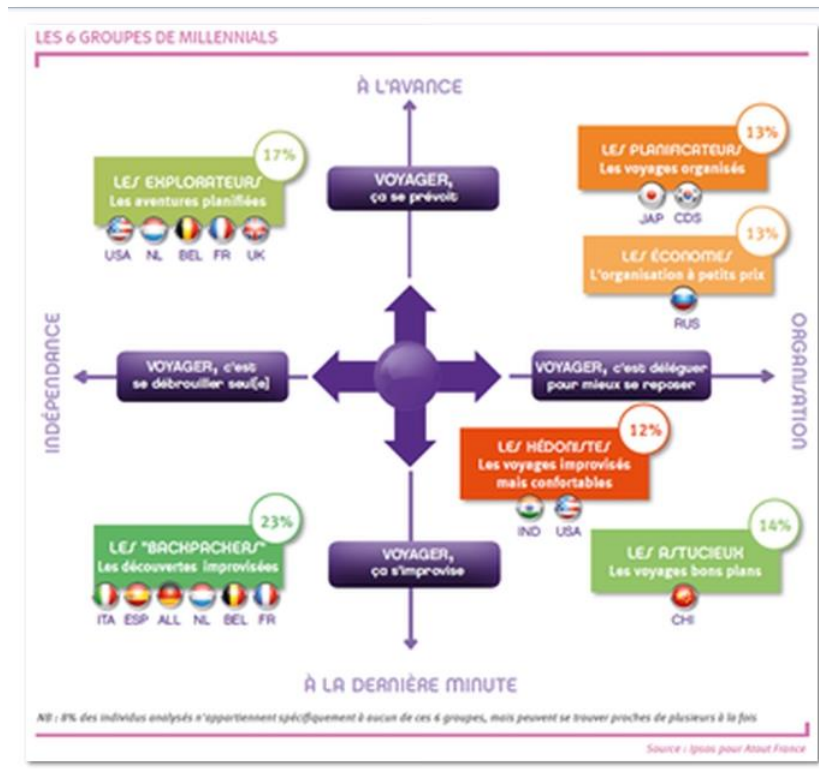 LES 6 GROUPES DE MILLENNIALS
À L'AVANCE
17%
LES EXPLORATEURS
Les aventures planifiées
USA NL BEL FR UK
VOYAGER,
ça se prévoit
13%
LES PLANIFICATEURS
Les voyages organisés
JAP CDS
13%
LES ÉCONOMES
L'organisation à petits prix
RUS
INDÉPENDANCE
VOYAGER, c'est
se débrouiller seul[e]
VOYAGER, c'est déléguer
pour mieux se reposer
ORGANISATION
12%
LES HÉDONISTES
Les voyages improvisés
mais confortables
IND USA
23%
LES "BACKPACKERS"
Les découvertes improvisées
ITA ESP ALL NL BEL FR
VOYAGER,
ça s'improvise
14%
LES ASTUCIEUX
Les voyages bons plans
CHI
À LA DERNIÈRE MINUTE
NB : 8% des individus analysés n'appartiennent spécifiquement à aucun de ces 6 groupes, mais peuvent se trouver proches de plusieurs à la fois
Source : Ipsos pour Atout France